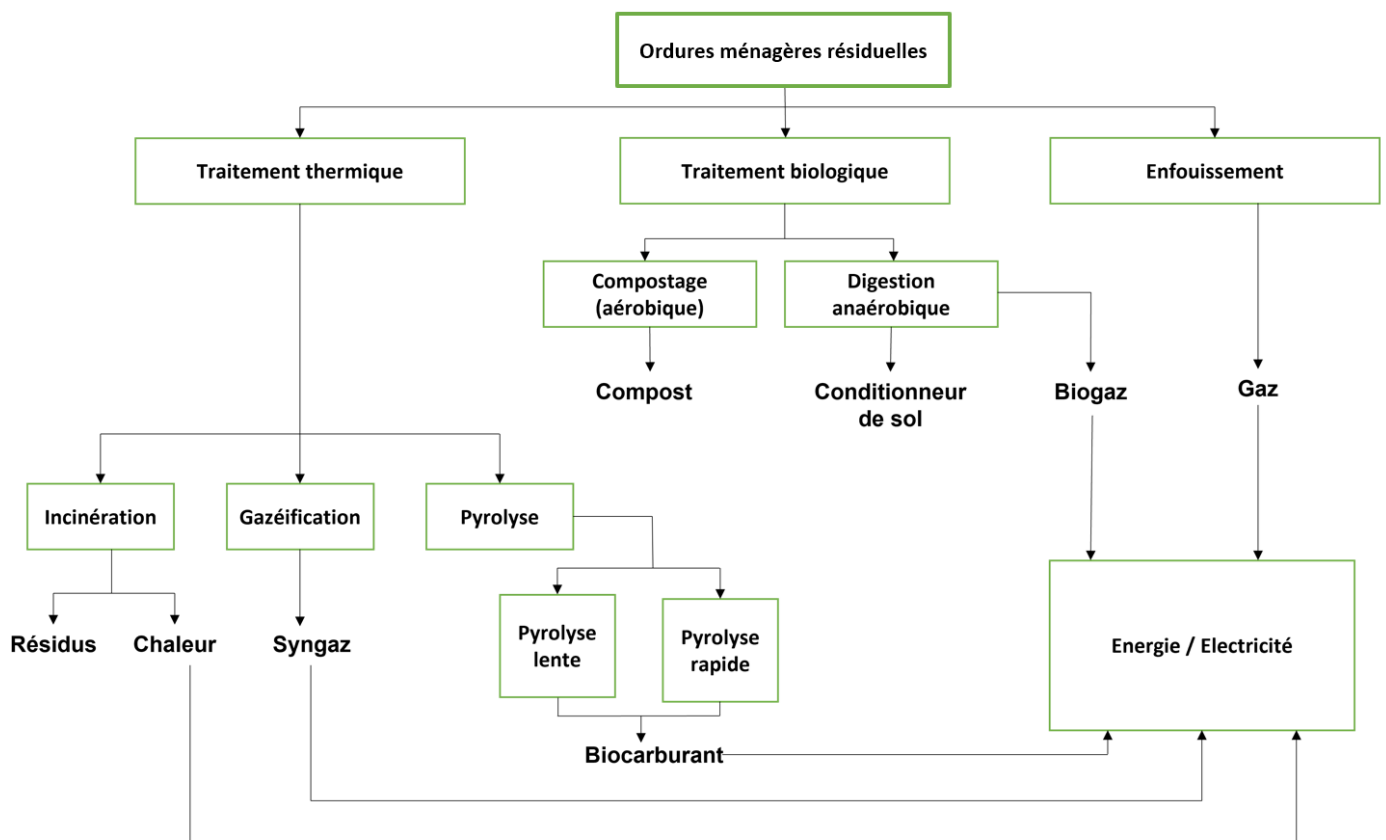 Ordures ménagères résiduelles
Traitement thermique
Traitement biologique
Enfouissement
Compostage
(aérobique)
Digestion
anaérobique
Compost
Conditionneur
de sol
Biogaz
Gaz
Incinération
Gazéification
Pyrolyse
Résidus
Chaleur
Syngaz
Pyrolyse
lente
Pyrolyse
rapide
Energie / Electricité
Biocarburant